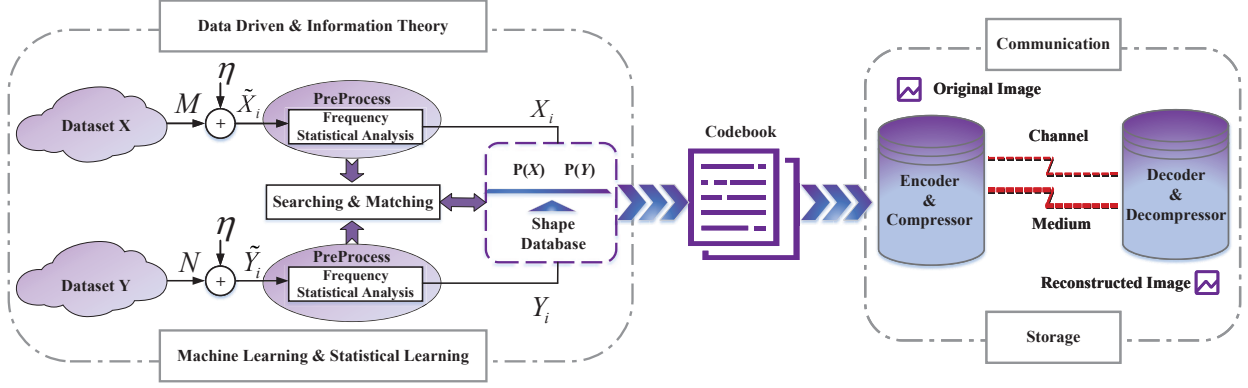 Data Driven & Information Theory
Communication
η
M
X̃ᵢ
PreProcess
Frequency
Statistical Analysis
Dataset X
+
Xᵢ
Original Image
Codebook
Channel
P(X) P(Y)
Searching & Matching
Encoder
&
Compressor
Decoder
&
Decompressor
Shape
Database
Medium
η
N
Ỹᵢ
PreProcess
Frequency
Statistical Analysis
Dataset Y
+
Yᵢ
Reconstructed Image
Machine Learning & Statistical Learning
Storage